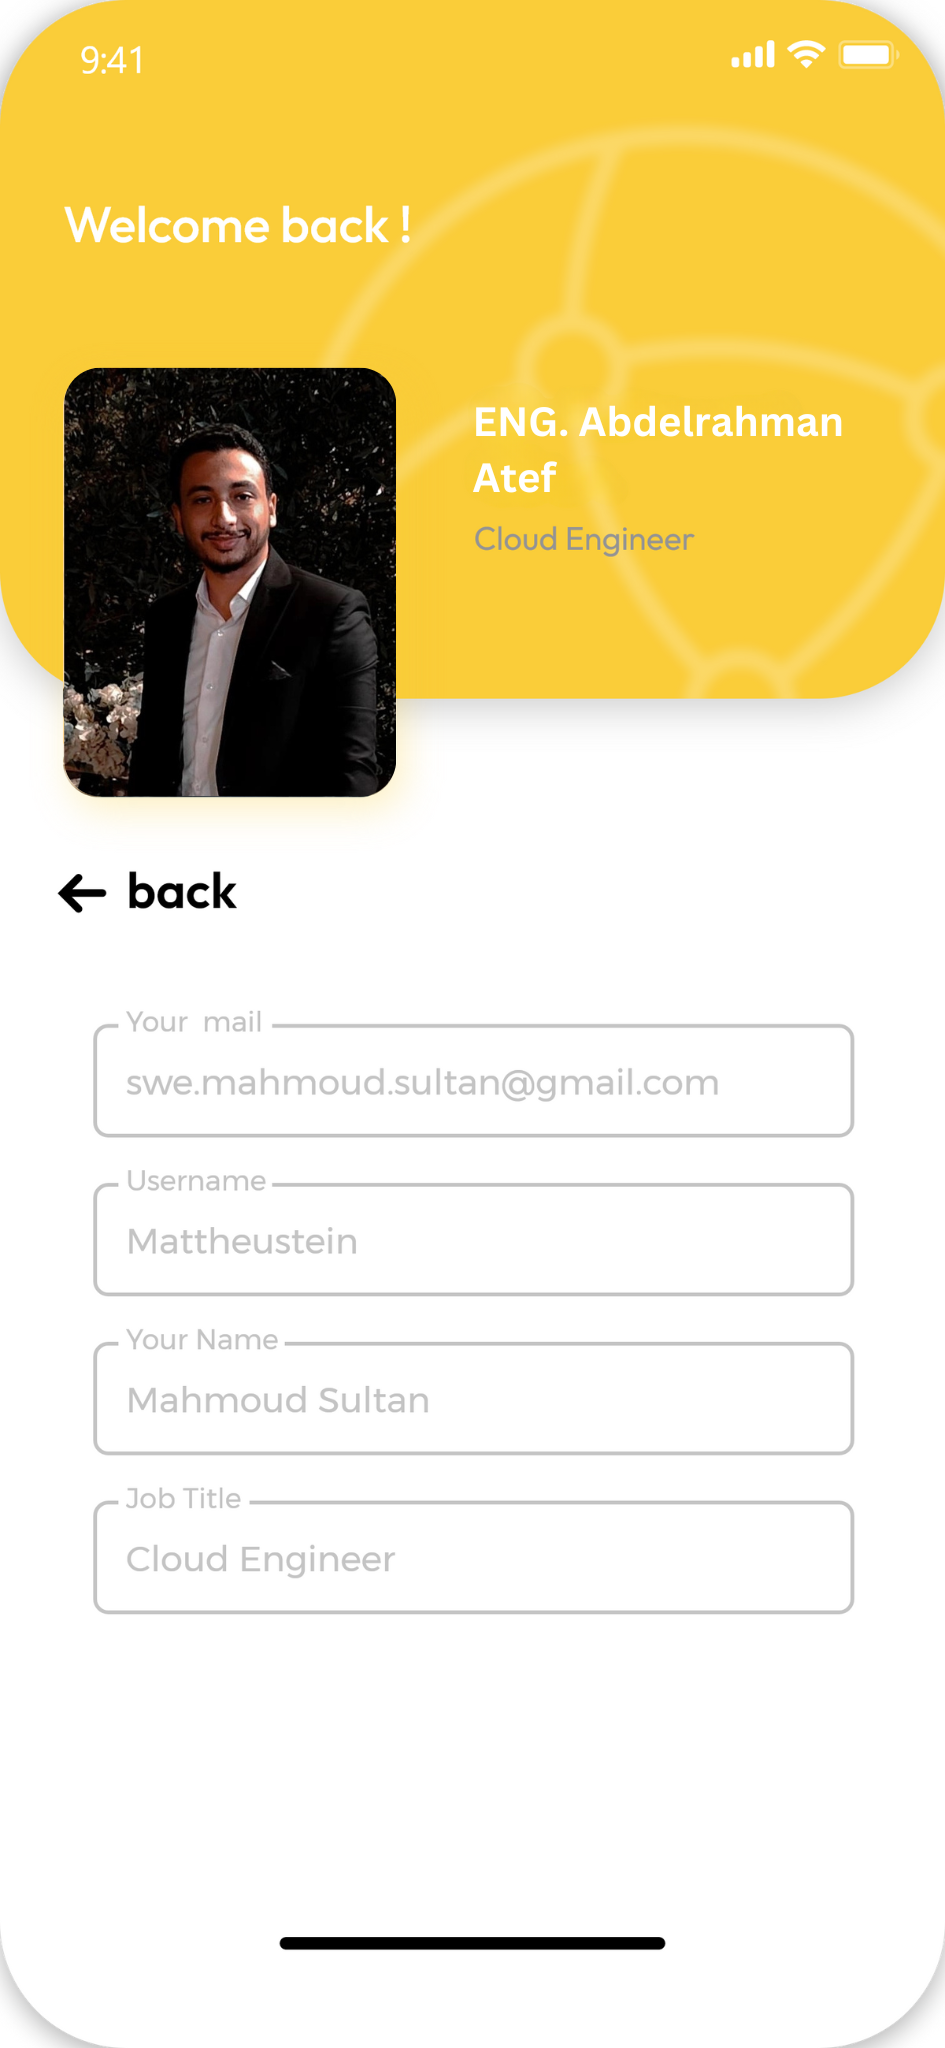 9:41
Welcome back !
ENG. Abdelrahman
Atef
Cloud Engineer
back
Your mail
swe.mahmoud.sultan@gmail.com
Username
Mattheustein
Your Name
Mahmoud Sultan
Job Title
Cloud Engineer